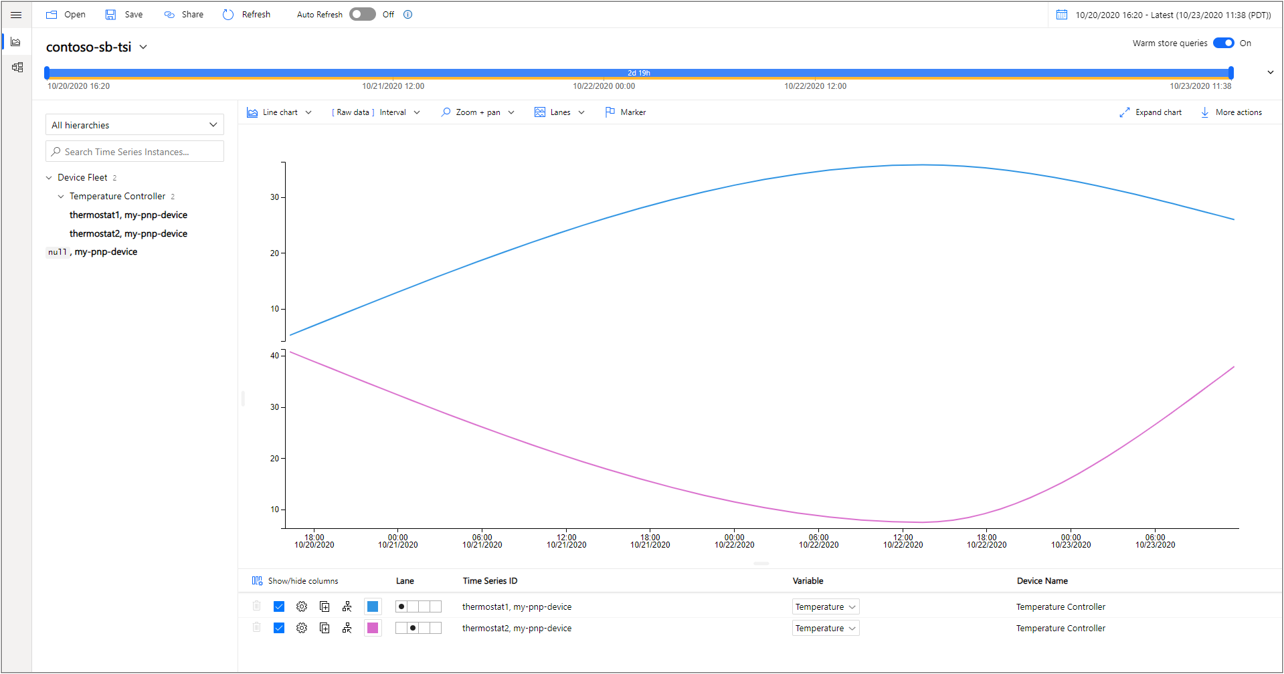 Open Save Share Refresh Auto Refresh Off 10/20/2020 16:20 - Latest (10/23/2020 11:38 (PDT))
contoso-sb-tsi Warm store queries On
2d 19h
10/20/2020 16:20 10/21/2020 12:00 10/22/2020 00:00 10/22/2020 12:00 10/23/2020 11:38
Line chart [ Raw data ] Interval Zoom + pan Lanes Marker Expand chart More actions
All hierarchies
Search Time Series Instances...
Device Fleet 2
Temperature Controller 2
thermostat1, my-pnp-device
thermostat2, my-pnp-device
null , my-pnp-device
30
20
10
40
30
20
10
18:00 00:00 06:00 12:00 18:00 00:00 06:00 12:00 18:00 00:00 06:00
10/20/2020 10/21/2020 10/21/2020 10/21/2020 10/21/2020 10/22/2020 10/22/2020 10/22/2020 10/22/2020 10/23/2020 10/23/2020
Show/hide columns Lane Time Series ID Variable Device Name
thermostat1, my-pnp-device Temperature Temperature Controller
thermostat2, my-pnp-device Temperature Temperature Controller